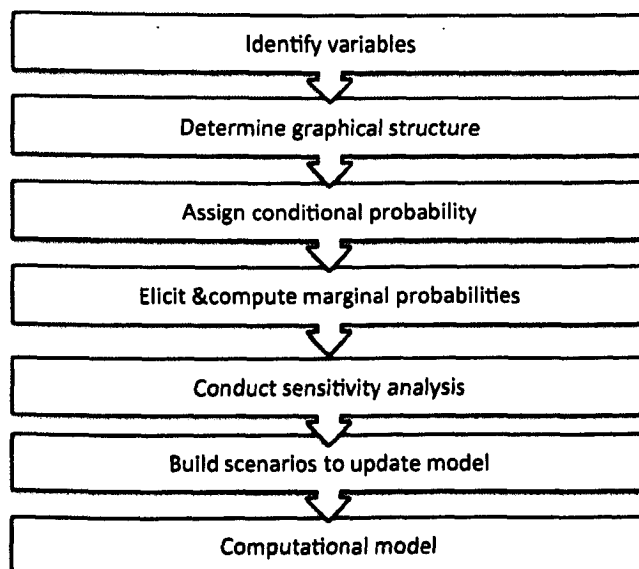 Identify variables
Determine graphical structure
Assign conditional probability
Elicit &compute marginal probabilities
Conduct sensitivity analysis
Build scenarios to update model
Computational model